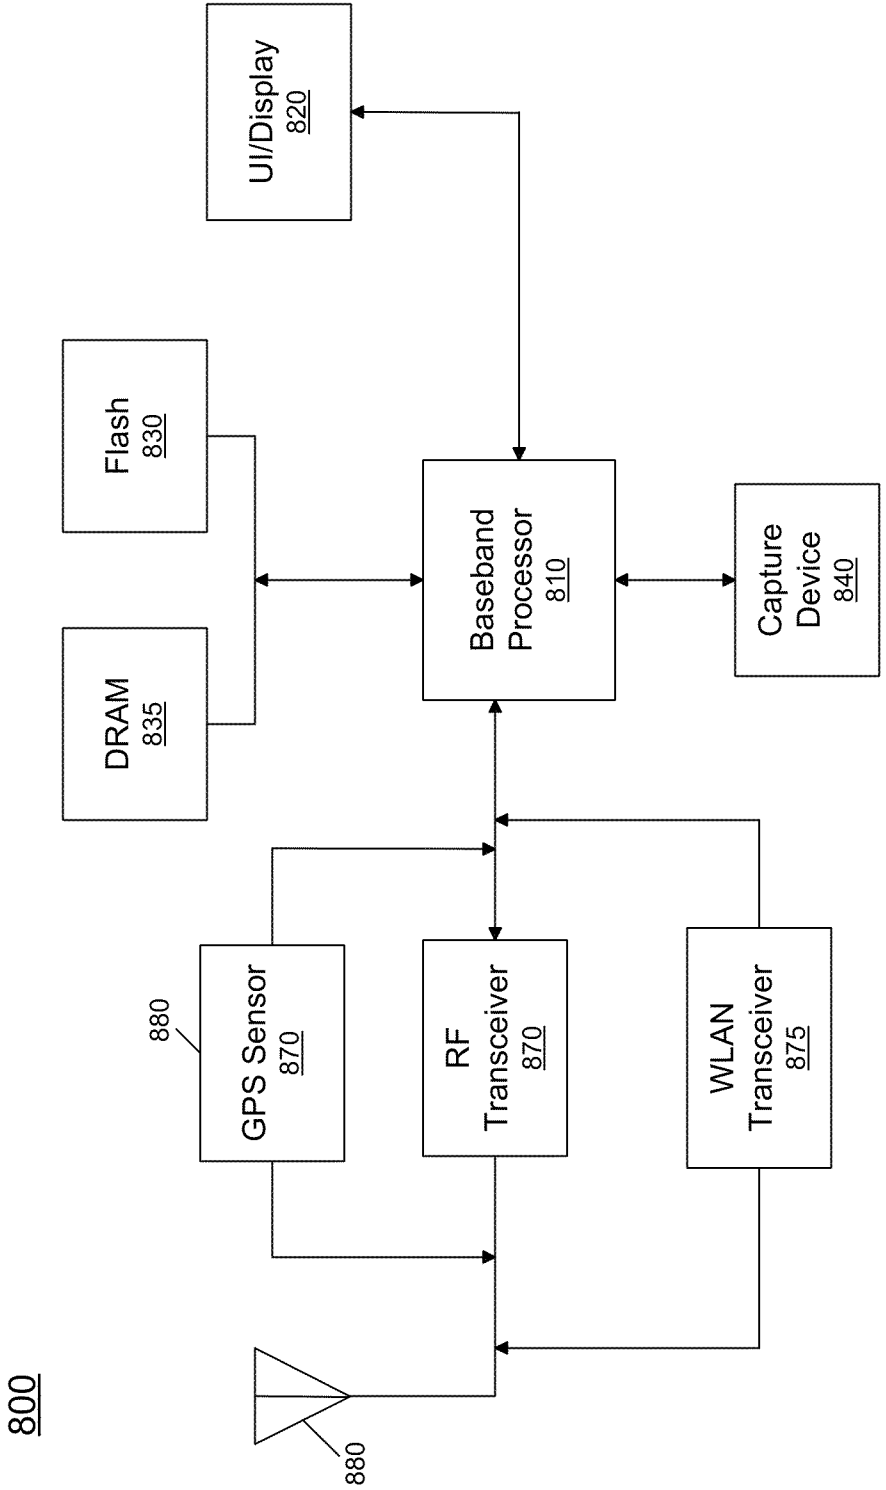 800
DRAM
835
Flash
830
880
GPS Sensor
870
UI/Display
820
880
RF
Transceiver
870
Baseband
Processor
810
WLAN
Transceiver
875
Capture
Device
840